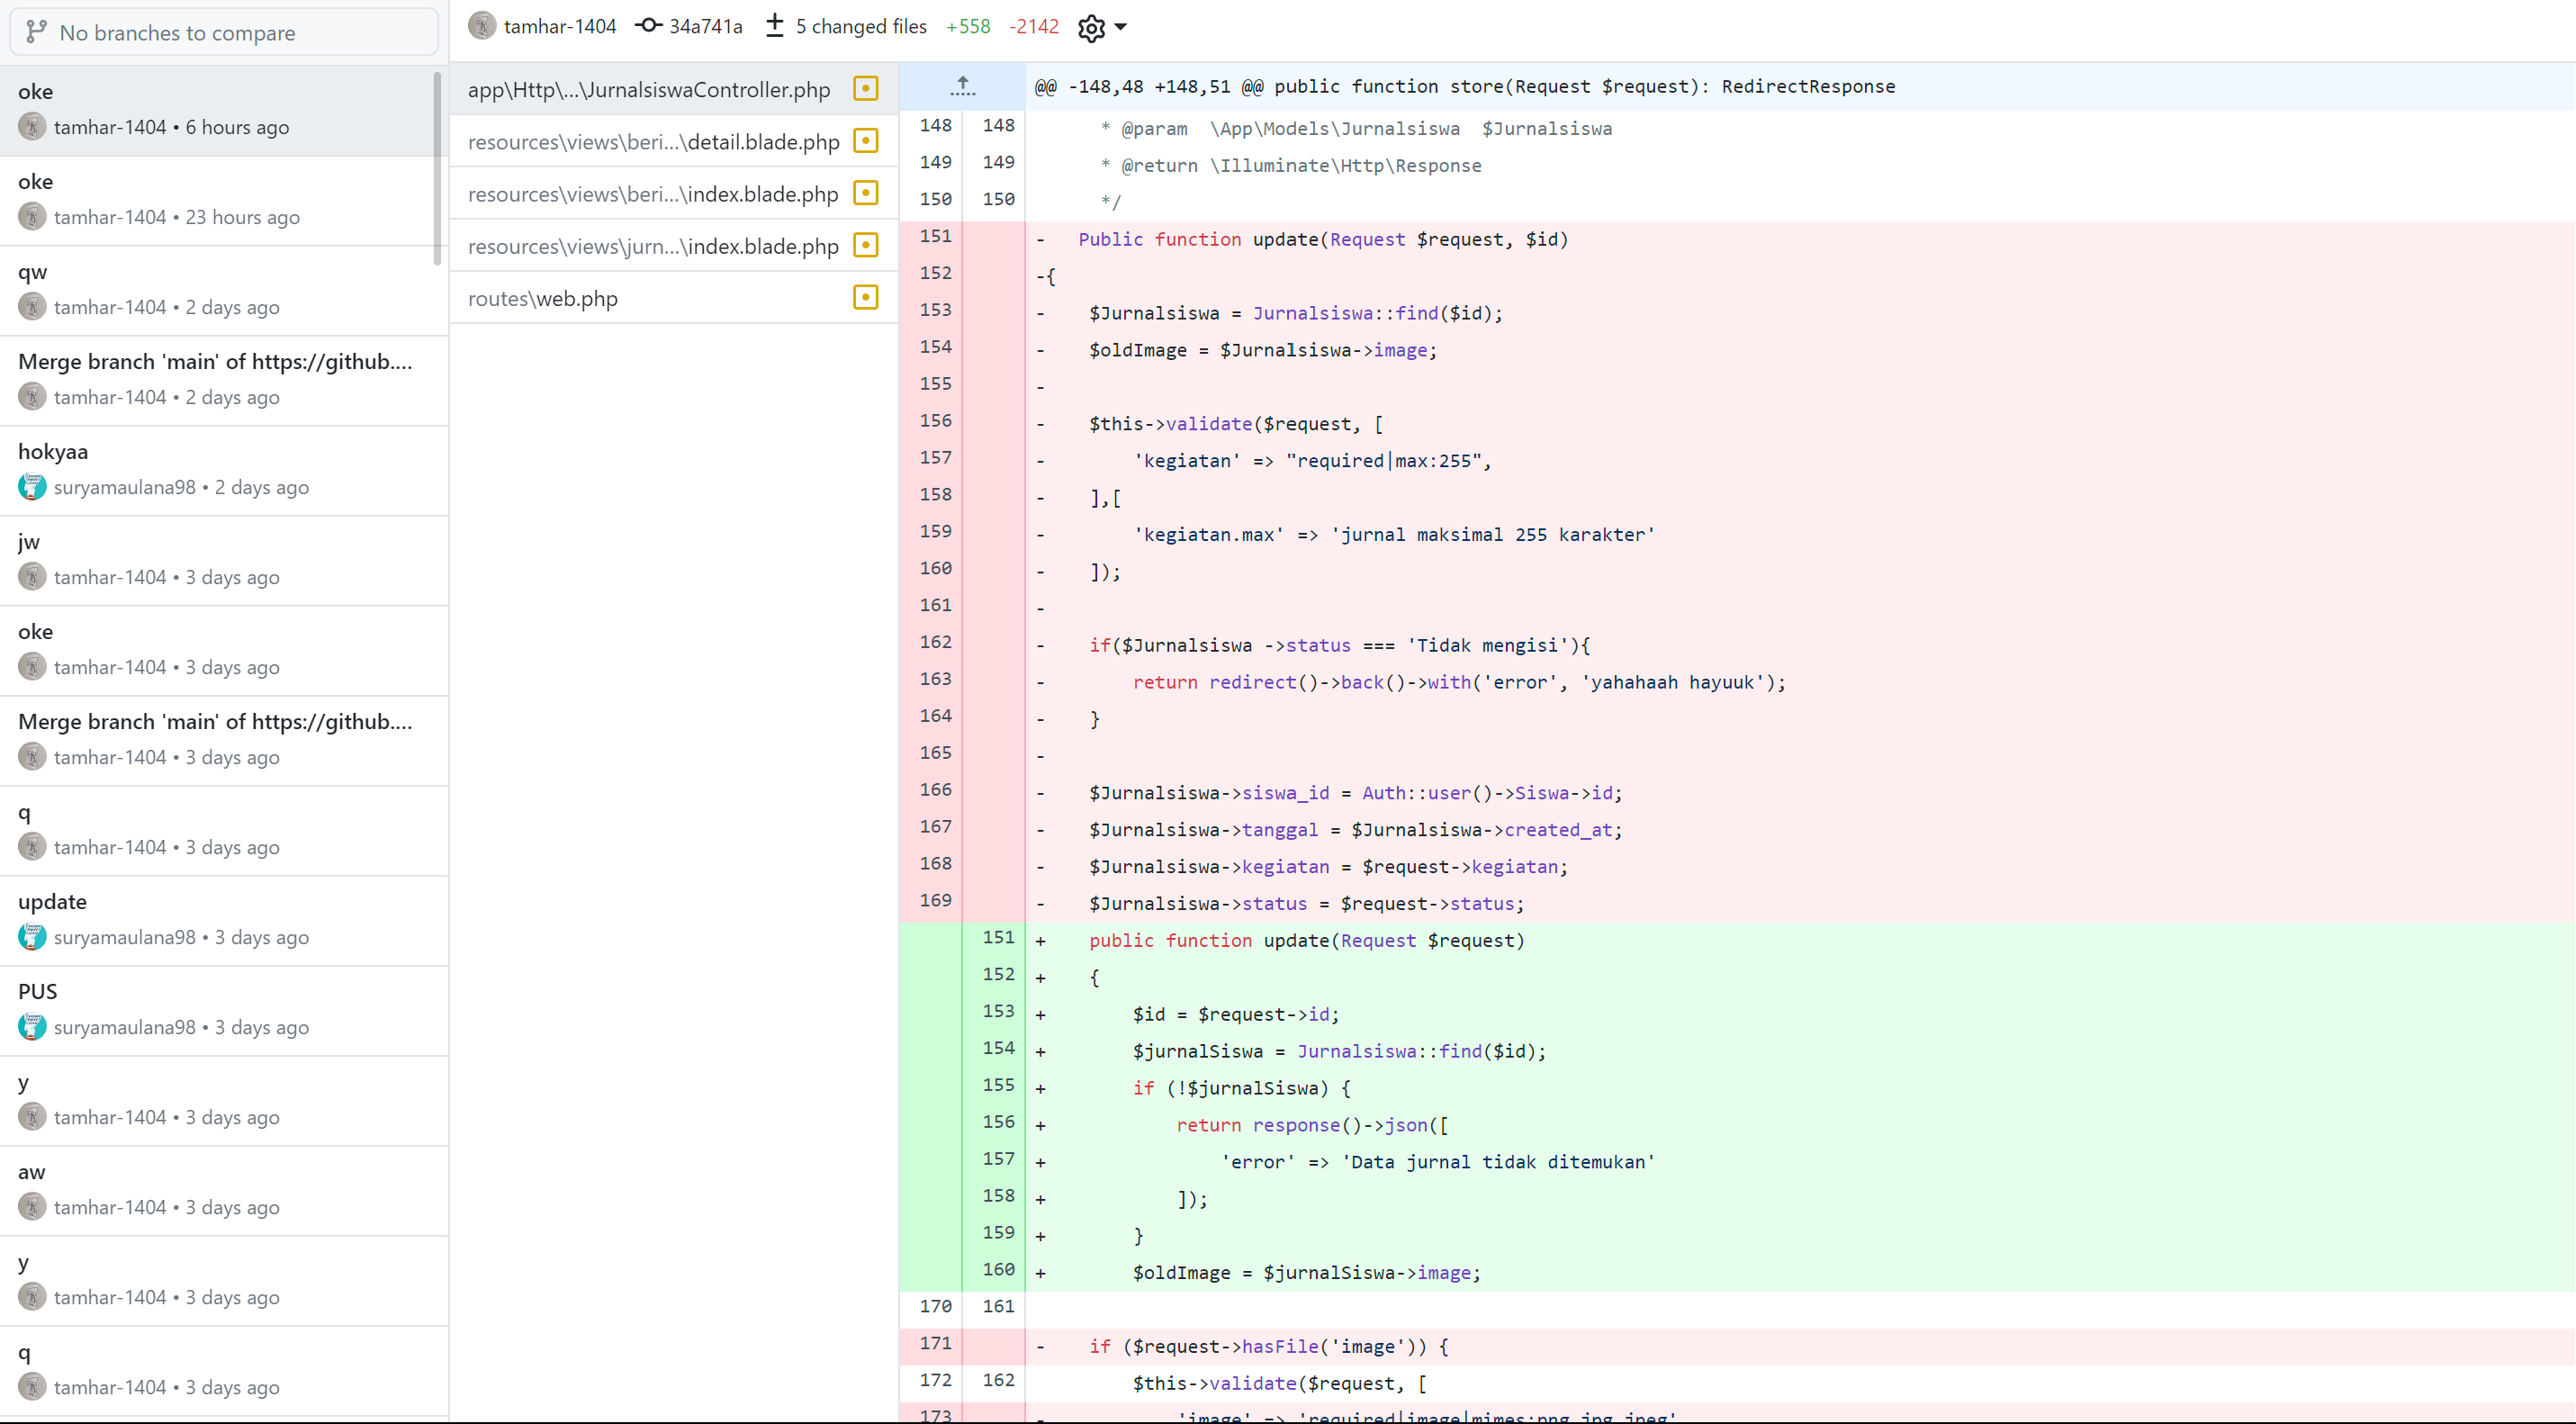 No branches to compare
oke
tamhar-1404 • 6 hours ago
oke
tamhar-1404 • 23 hours ago
qw
tamhar-1404 • 2 days ago
Merge branch 'main' of https://github....
tamhar-1404 • 2 days ago
hokyaa
suryamaulana98 • 2 days ago
jw
tamhar-1404 • 3 days ago
oke
tamhar-1404 • 3 days ago
Merge branch 'main' of https://github....
tamhar-1404 • 3 days ago
q
tamhar-1404 • 3 days ago
update
suryamaulana98 • 3 days ago
PUS
suryamaulana98 • 3 days ago
y
tamhar-1404 • 3 days ago
aw
tamhar-1404 • 3 days ago
y
tamhar-1404 • 3 days ago
q
tamhar-1404 • 3 days ago
tamhar-1404 34a741a 5 changed files +558 -2142
app\Http\...\JurnalsiswaController.php
resources\views\beri...\detail.blade.php
resources\views\beri...\index.blade.php
resources\views\jurn...\index.blade.php
routes\web.php
@@ -148,48 +148,51 @@ public function store(Request $request): RedirectResponse
148 148 * @param \App\Models\Jurnalsiswa $Jurnalsiswa
149 149 * @return \Illuminate\Http\Response
150 150 */
151 - Public function update(Request $request, $id)
152 -{
153 - $Jurnalsiswa = Jurnalsiswa::find($id);
154 - $oldImage = $Jurnalsiswa->image;
155 -
156 - $this->validate($request, [
157 - 'kegiatan' => "required|max:255",
158 - ],[
159 - 'kegiatan.max' => 'jurnal maksimal 255 karakter'
160 - ]);
161 -
162 - if($Jurnalsiswa ->status === 'Tidak mengisi'){
163 - return redirect()->back()->with('error', 'yahahaah hayuuk');
164 - }
165 -
166 - $Jurnalsiswa->siswa_id = Auth::user()->Siswa->id;
167 - $Jurnalsiswa->tanggal = $Jurnalsiswa->created_at;
168 - $Jurnalsiswa->kegiatan = $request->kegiatan;
169 - $Jurnalsiswa->status = $request->status;
151 + public function update(Request $request)
152 + {
153 + $id = $request->id;
154 + $jurnalSiswa = Jurnalsiswa::find($id);
155 + if (!$jurnalSiswa) {
156 + return response()->json([
157 + 'error' => 'Data jurnal tidak ditemukan'
158 + ]);
159 + }
160 + $oldImage = $jurnalSiswa->image;
170 161
171 - if ($request->hasFile('image')) {
172 162 $this->validate($request, [
173 - 'image' => 'required|image|mimes:png,jpg,jpeg'